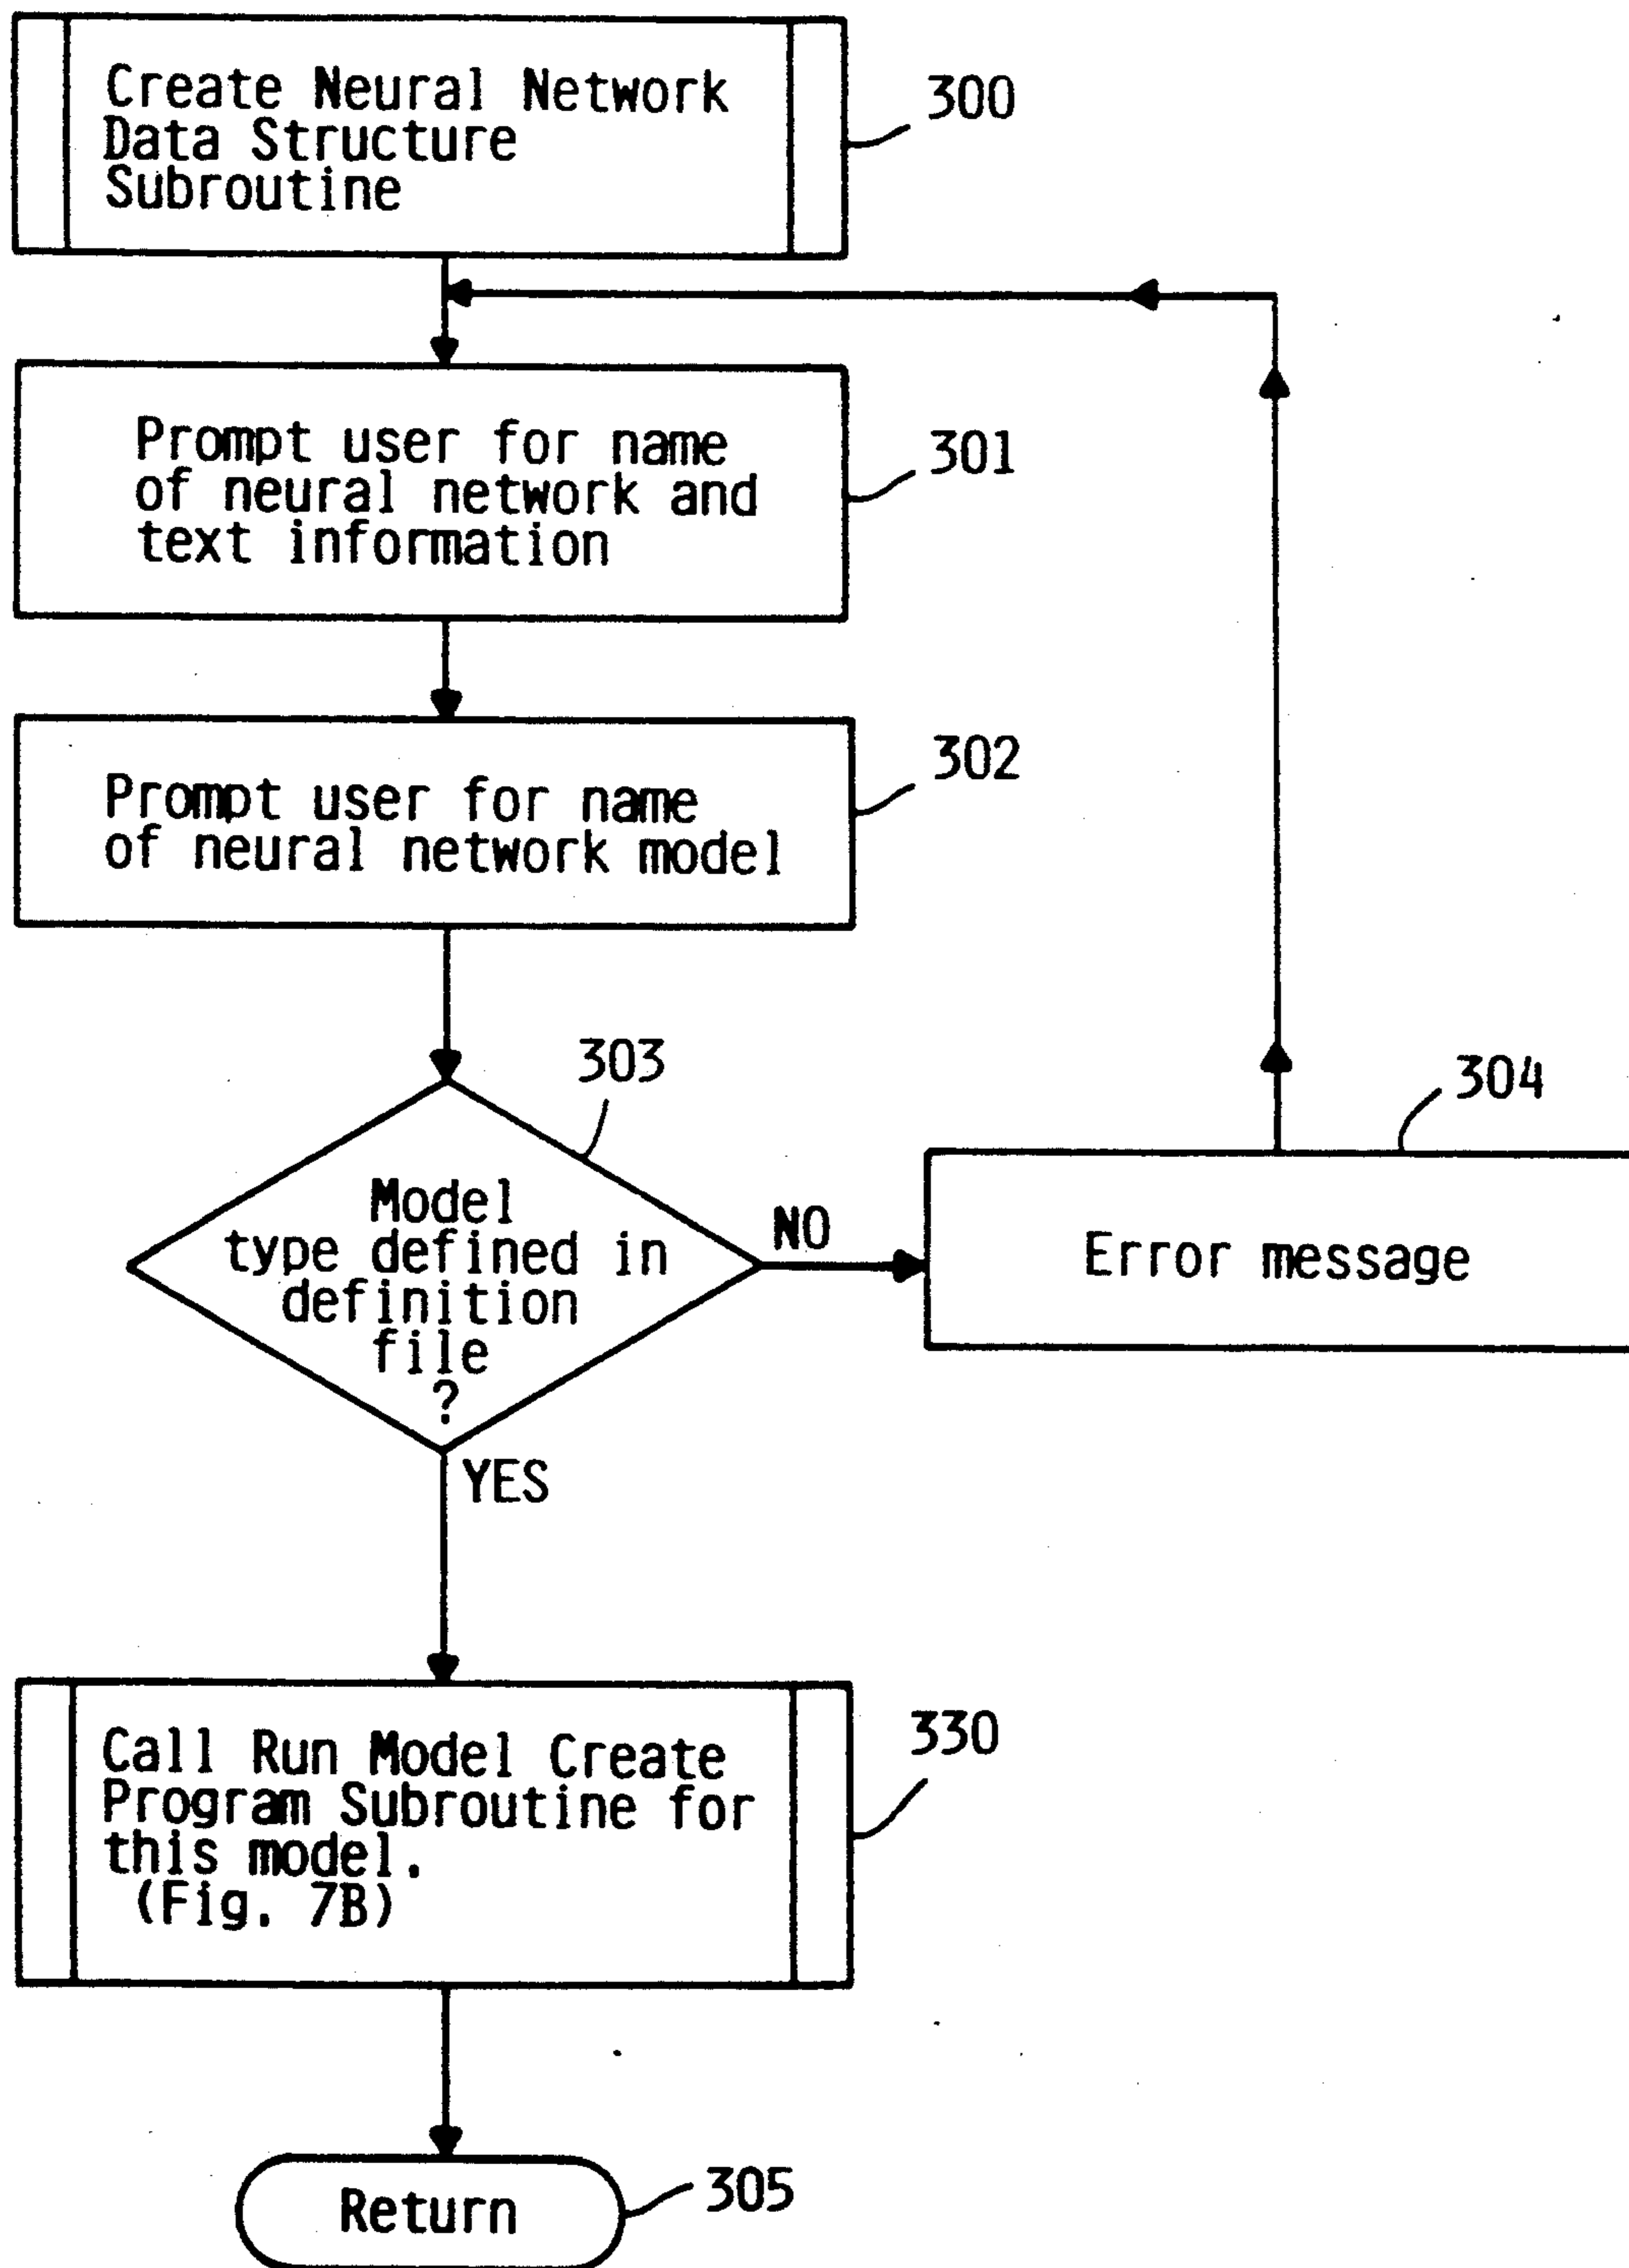 Create Neural Network
Data Structure
Subroutine
300
Prompt user for name
of neural network and
text information
301
Prompt user for name
of neural network model
302
303
Model
type defined in
definition
file
?
NO
304
Error message
YES
Call Run Model Create
Program Subroutine for
this model.
(Fig. 7B)
330
Return
305